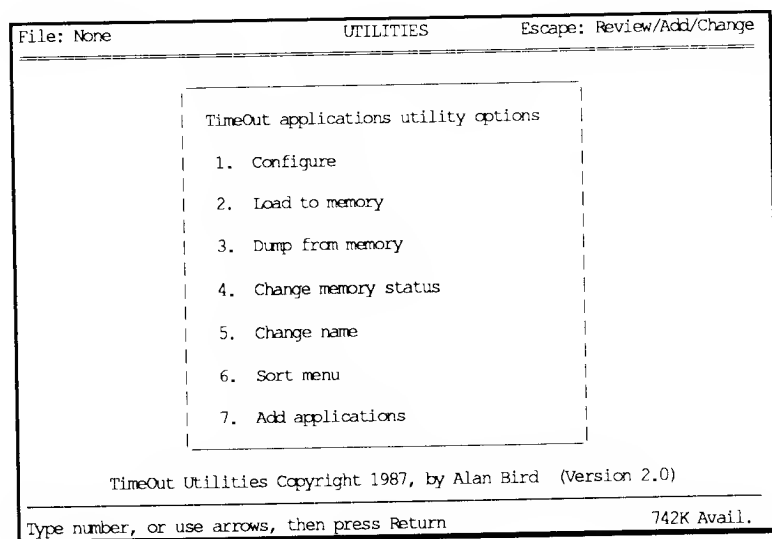 File: None UTILITIES Escape: Review/Add/Change
TimeOut applications utility options
1. Configure
2. Load to memory
3. Dump from memory
4. Change memory status
5. Change name
6. Sort menu
7. Add applications
TimeOut Utilities Copyright 1987, by Alan Bird (Version 2.0)
Type number, or use arrows, then press Return 742K Avail.